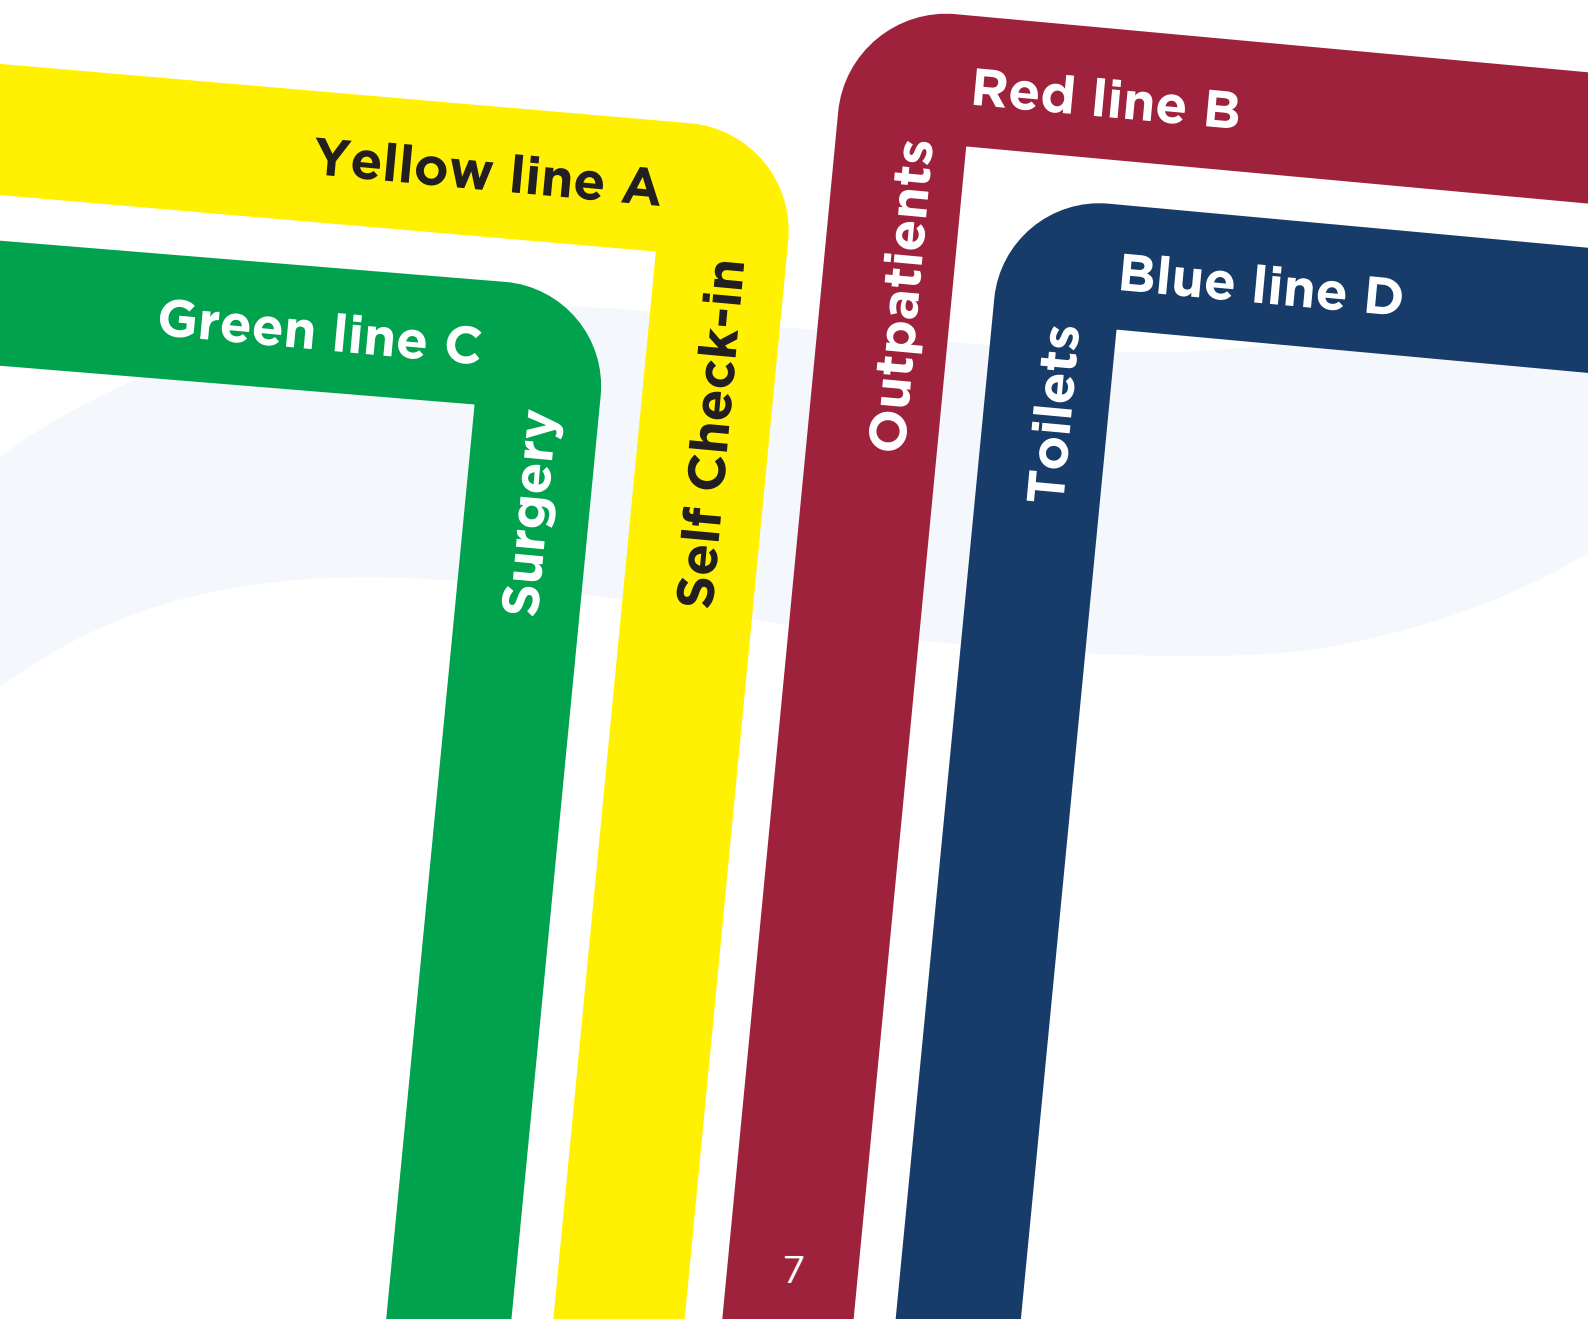 Yellow line A
Self Check-in
Green line C
Surgery
Red line B
Outpatients
Blue line D
Toilets
7